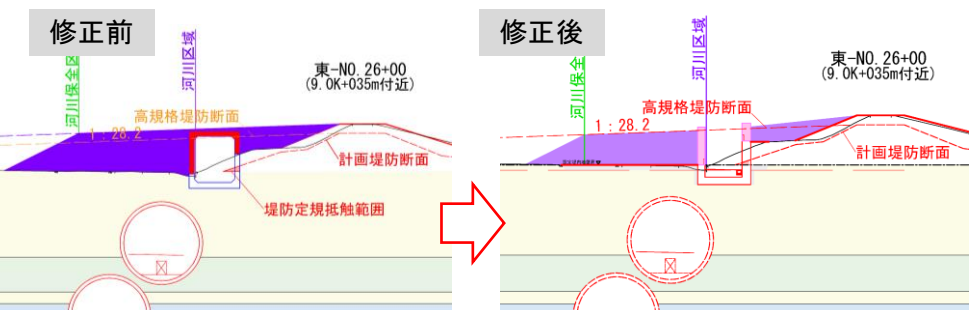 修正前
河川保全区
河川区域
東-NO.26+00
(9.0K+035m付近)
高規格堤防断面
1:28.2
計画堤防断面
堤防定規抵触範囲
修正後
河川保全区
河川区域
東-NO.26+00
(9.0K+035m付近)
高規格堤防断面
1:28.2
計画堤防断面